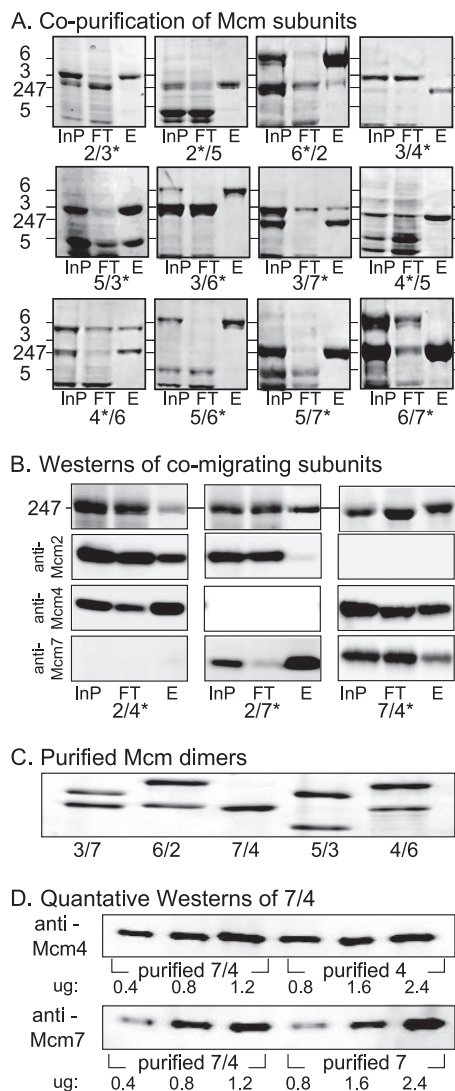 A. Co-purification of Mcm subunits
6
3
247
5
InP FT E InP FT E InP FT E InP FT E
2/3* 2*/5 6*/2 3/4*
6
3
247
5
InP FT E InP FT E InP FT E InP FT E
5/3* 3/6* 3/7* 4*/5
6
3
247
5
InP FT E InP FT E InP FT E InP FT E
4*/6 5/6* 5/7* 6/7*
B. Westerns of co-migrating subunits
247
anti-Mcm2
anti-Mcm4
anti-Mcm7
InP FT E InP FT E InP FT E
2/4* 2/7* 7/4*
C. Purified Mcm dimers
3/7 6/2 7/4 5/3 4/6
D. Quantative Westerns of 7/4
anti -
Mcm4
purified 7/4 purified 4
ug: 0.4 0.8 1.2 0.8 1.6 2.4
anti -
Mcm7
purified 7/4 purified 7
ug: 0.4 0.8 1.2 0.8 1.6 2.4